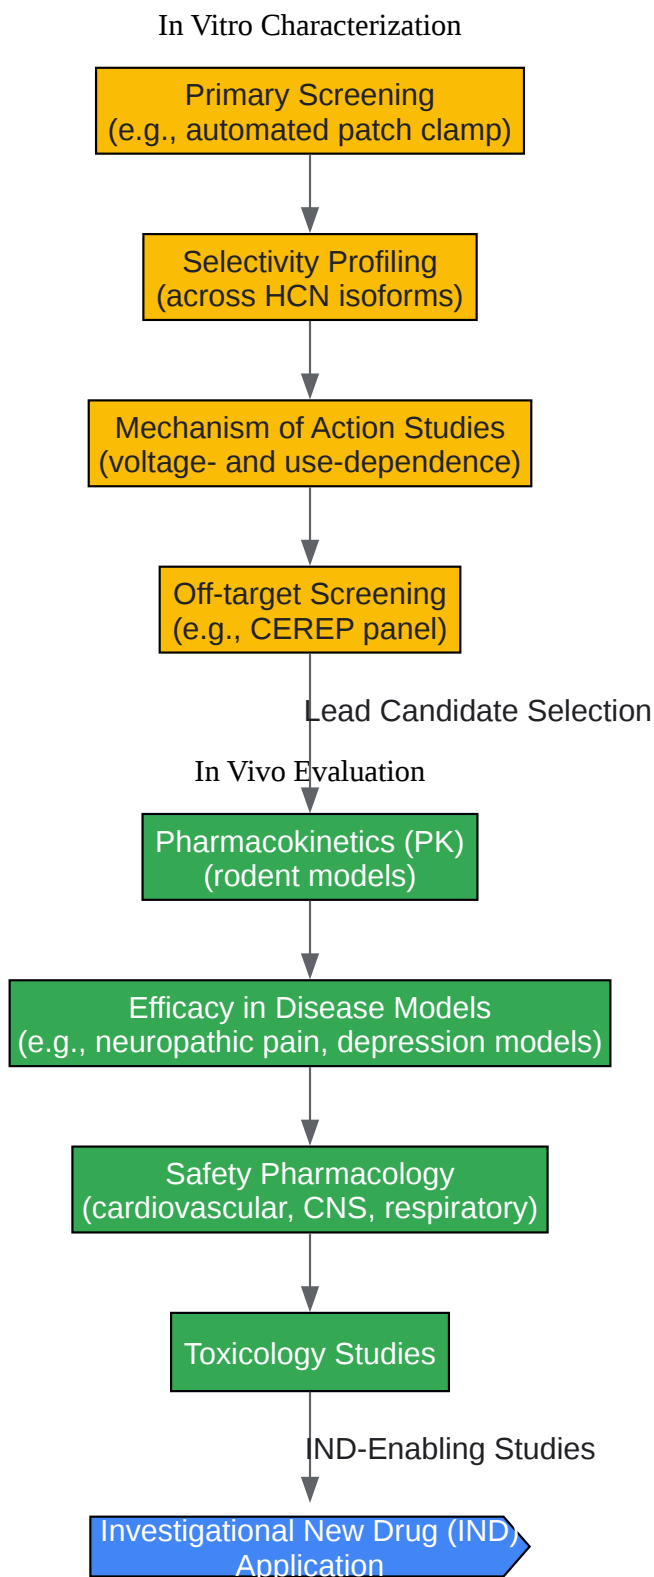 In Vitro Characterization
Primary Screening
(e.g., automated patch clamp)
Selectivity Profiling
(across HCN isoforms)
Mechanism of Action Studies
(voltage- and use-dependence)
Off-target Screening
(e.g., CEREP panel)
Lead Candidate Selection
In Vivo Evaluation
Pharmacokinetics (PK)
(rodent models)
Efficacy in Disease Models
(e.g., neuropathic pain, depression models)
Safety Pharmacology
(cardiovascular, CNS, respiratory)
Toxicology Studies
IND-Enabling Studies
Investigational New Drug (IND)
Application